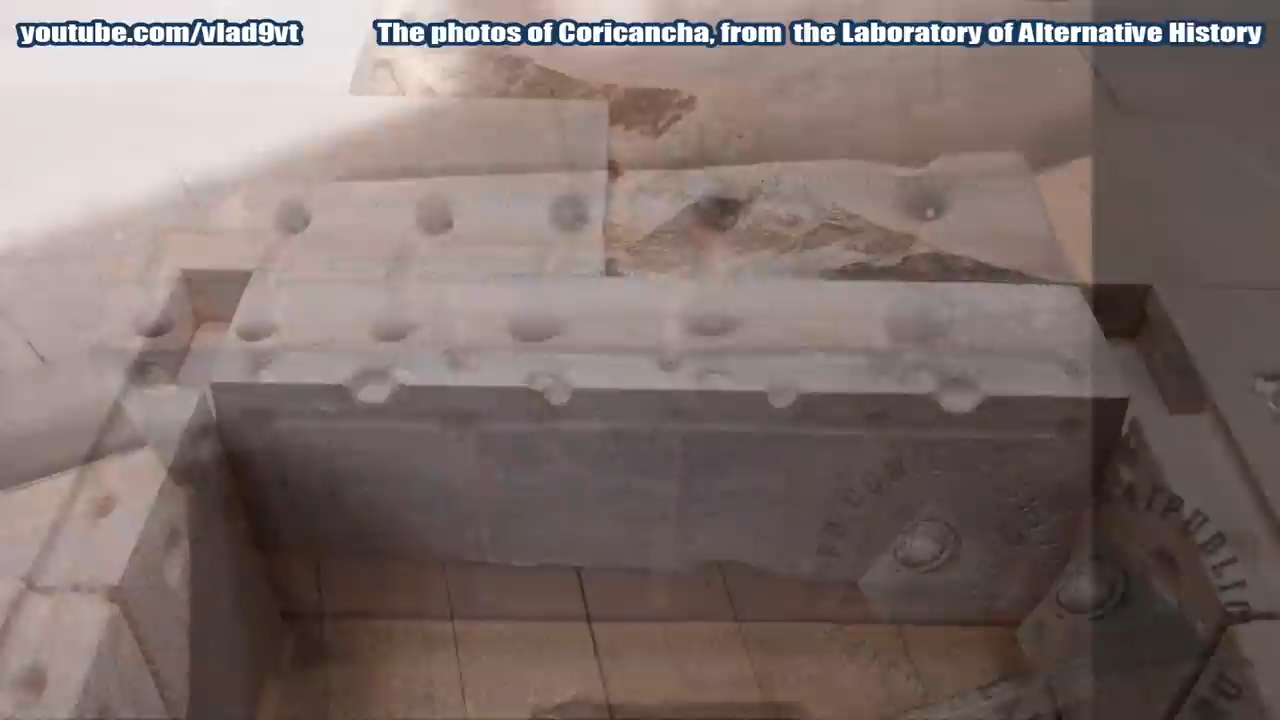 youtube.com/vlad9vt
The photos of Coricancha, from the Laboratory of Alternative History